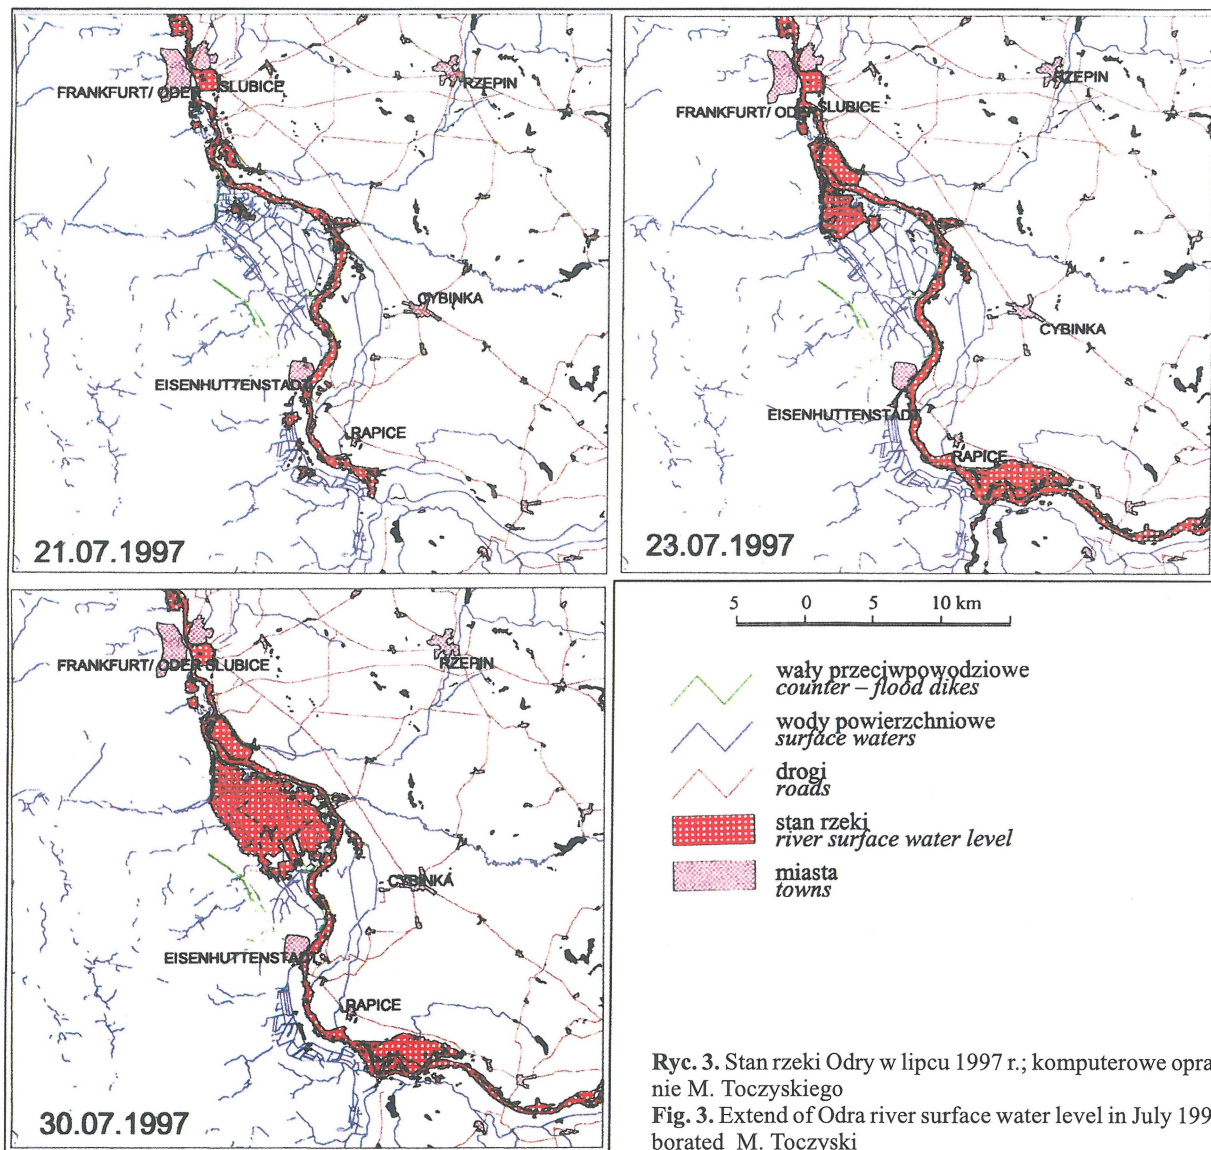 FRANKFURT/ ODER
SLUBICE
RZEPIN
CYBINKA
EISENHUTTENSTADT
RAPICE
21.07.1997
FRANKFURT/ ODER
SLUBICE
RZEPIN
CYBINKA
EISENHUTTENSTADT
RAPICE
23.07.1997
FRANKFURT/ ODER SLUBICE
RZEPIN
CYBINKA
EISENHUTTENSTADT
RAPICE
30.07.1997
5 0 5 10 km
wały przeciwpowodziowe
counter – flood dikes
wody powierzchniowe
surface waters
drogi
roads
stan rzeki
river surface water level
miasta
towns
Ryc. 3. Stan rzeki Odry w lipcu 1997 r.; komputerowe opra
nie M. Toczyskiego
Fig. 3. Extend of Odra river surface water level in July 199
borated M. Toczyski